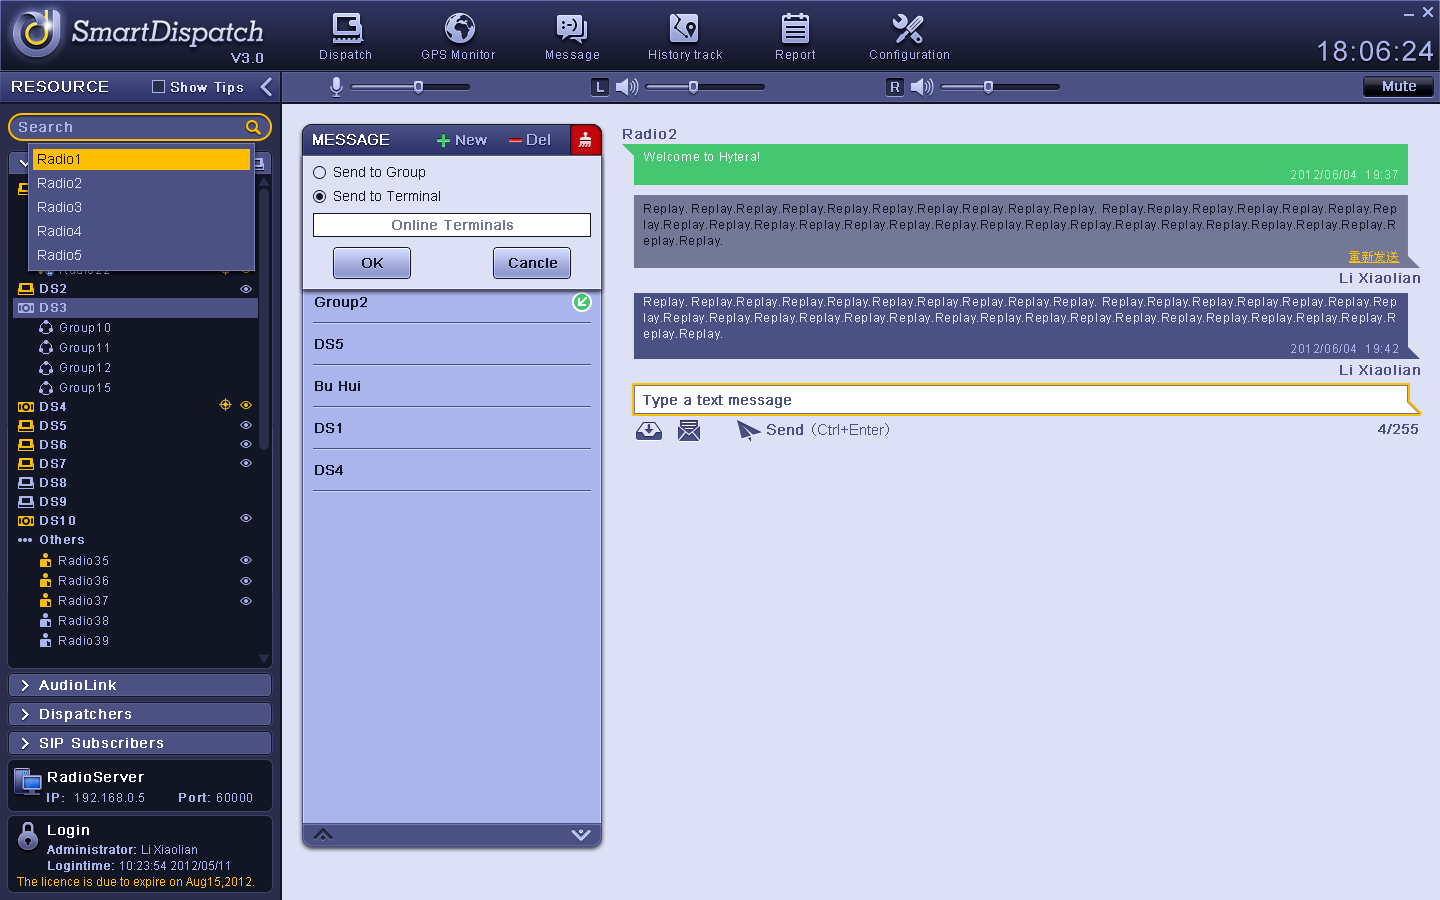 SmartDispatch
V3.0
Dispatch
GPS Monitor
Message
History track
Report
Configuration
18:06:24
RESOURCE
Show Tips
L
R
Mute
Search
Radio1
Radio2
Radio3
Radio4
Radio5
Radio22
DS2
DS3
Group10
Group11
Group12
Group15
DS4
DS5
DS6
DS7
DS8
DS9
DS10
Others
Radio35
Radio36
Radio37
Radio38
Radio39
AudioLink
Dispatchers
SIP Subscribers
RadioServer
IP: 192.168.0.5 Port: 60000
Login
Administrator: Li Xiaolian
Logintime: 10:23:54 2012/05/11
The licence is due to expire on Aug15,2012.
MESSAGE
New
Del
Send to Group
Send to Terminal
Online Terminals
OK
Cancle
Group2
DS5
Bu Hui
DS1
DS4
Radio2
Welcome to Hytera!
2012/06/04 19:37
Replay. Replay.Replay.Replay.Replay.Replay.Replay.Replay.Replay.Replay. Replay.Replay.Replay.Replay.Replay.Replay.Rep
lay.Replay.Replay.Replay.Replay.Replay.Replay.Replay.Replay.Replay.Replay.Replay.Replay.Replay.Replay.Replay.Replay.R
eplay.Replay.
重新发送
Li Xiaolian
Replay. Replay.Replay.Replay.Replay.Replay.Replay.Replay.Replay.Replay. Replay.Replay.Replay.Replay.Replay.Replay.Rep
lay.Replay.Replay.Replay.Replay.Replay.Replay.Replay.Replay.Replay.Replay.Replay.Replay.Replay.Replay.Replay.Replay.R
eplay.Replay.
2012/06/04 19:42
Li Xiaolian
Type a text message
Send (Ctrl+Enter)
4/255